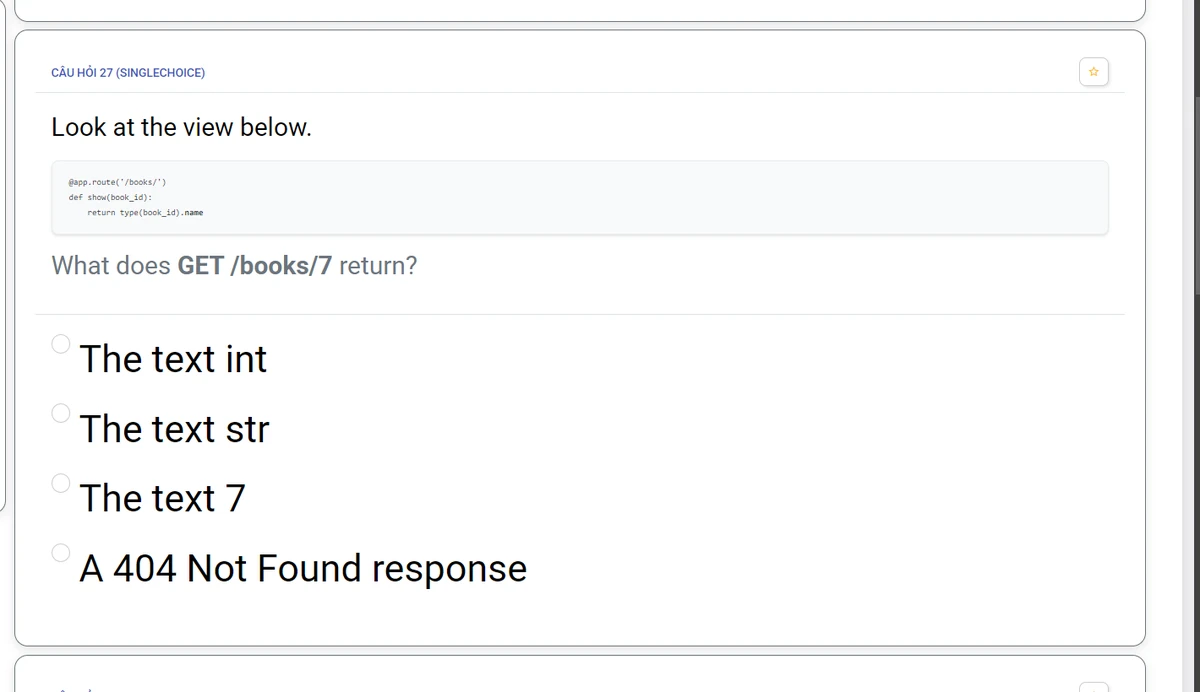 CÂU HỎI 27 (SINGLECHOICE)
Look at the view below.
@app.route('/books/')
def show(book_id):
    return type(book_id).name
What does GET /books/7 return?
The text int
The text str
The text 7
A 404 Not Found response